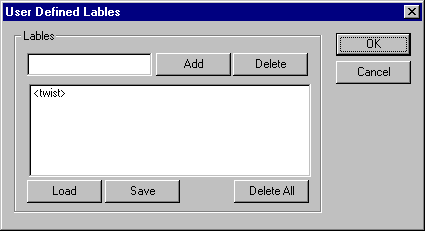 User Defined Lables
Lables
OK
Add
Delete
Cancel
<twist>
Load
Save
Delete All